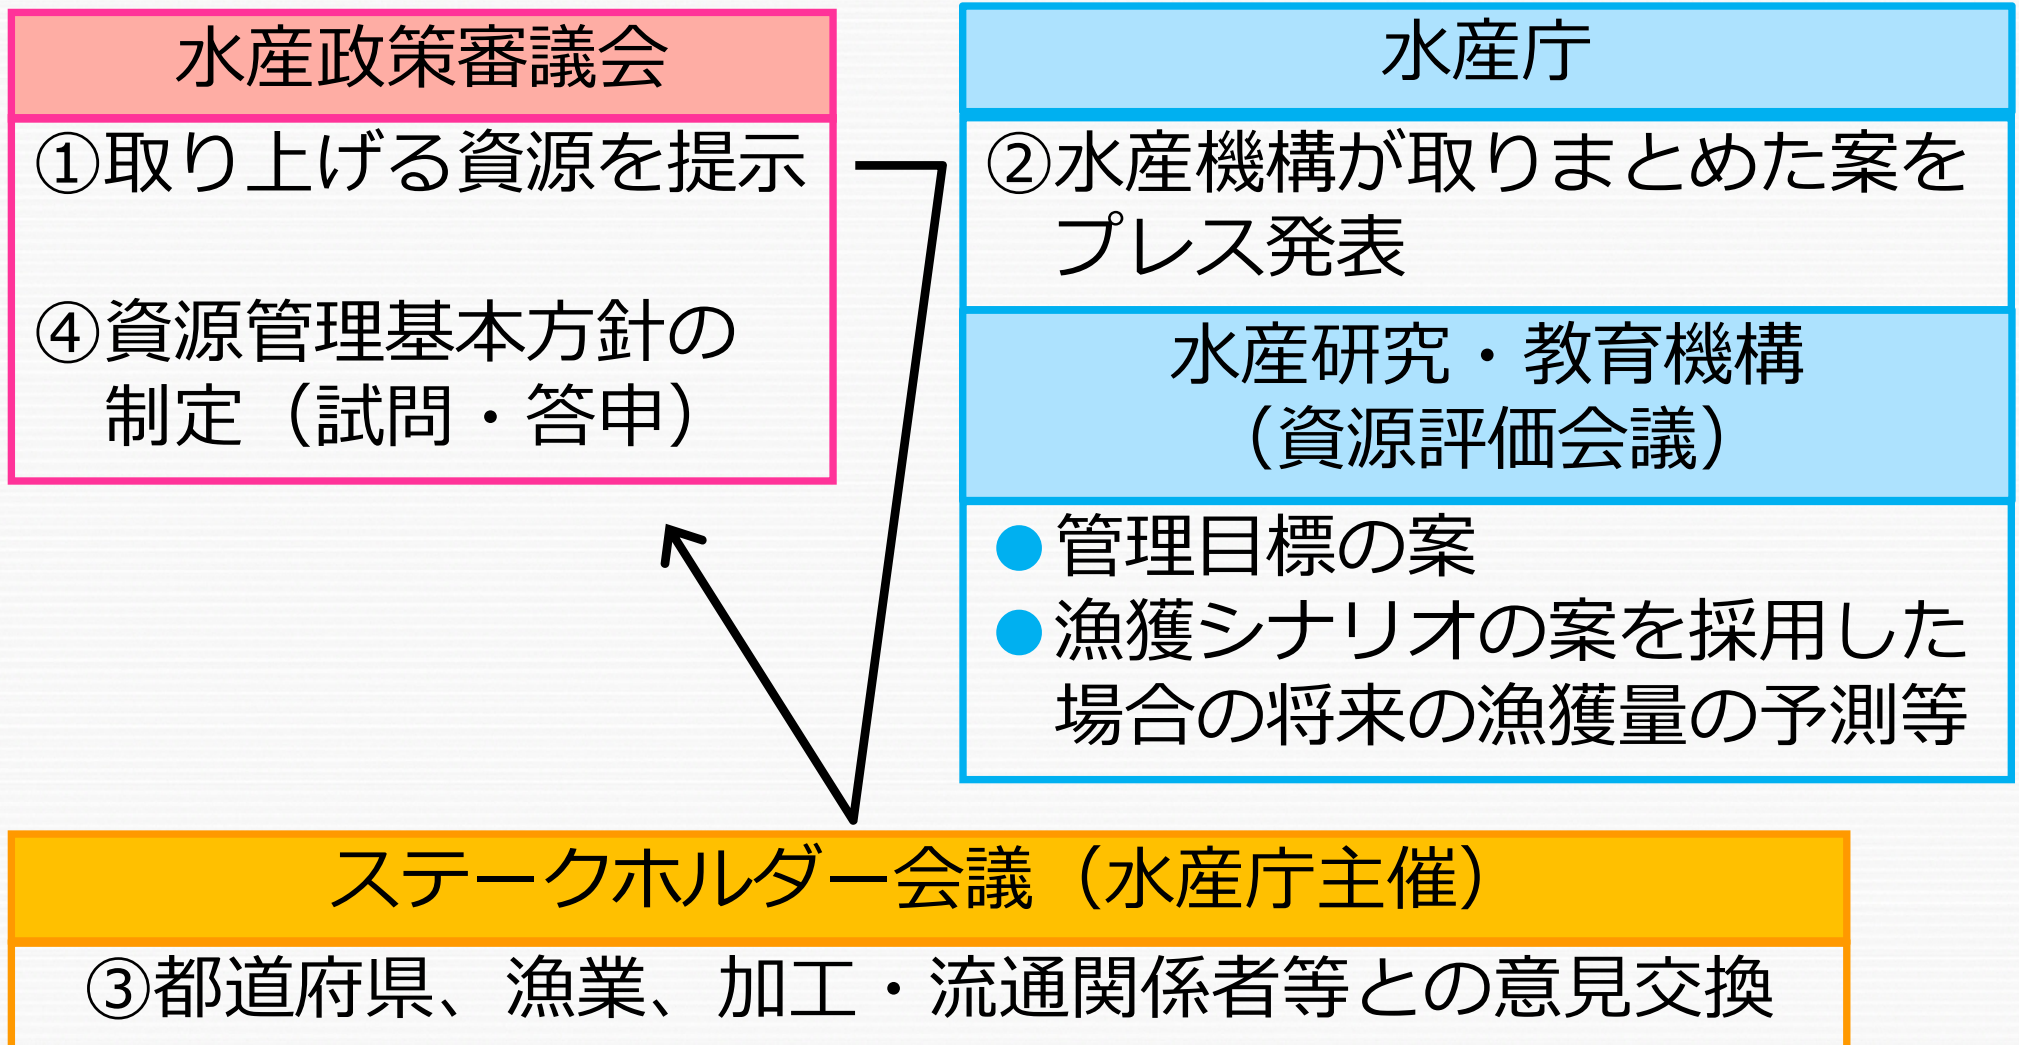 水産政策審議会
①取り上げる資源を提示
④資源管理基本方針の
制定（試問・答申）
水産庁
②水産機構が取りまとめた案を
プレス発表
水産研究・教育機構
（資源評価会議）
●管理目標の案
●漁獲シナリオの案を採用した
場合の将来の漁獲量の予測等
ステークホルダー会議（水産庁主催）
③都道府県、漁業、加工・流通関係者等との意見交換